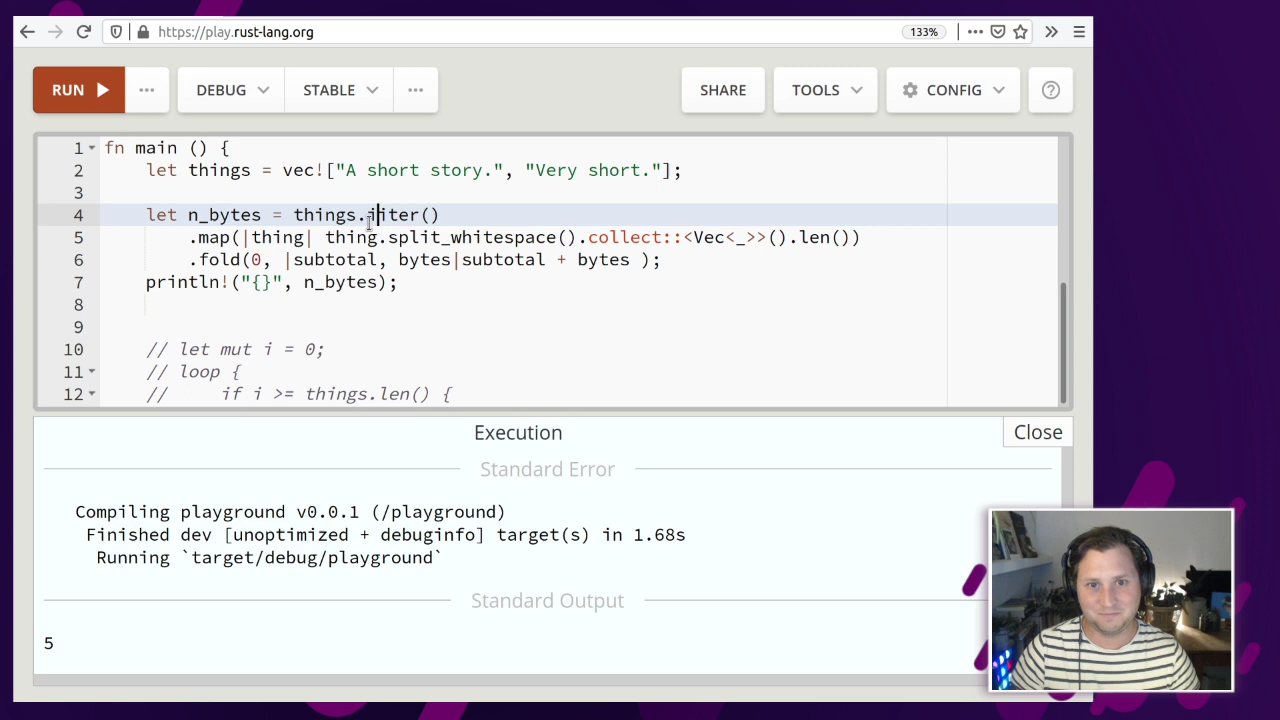 https://play.rust-lang.org 133%
RUN DEBUG STABLE SHARE TOOLS CONFIG
1 fn main () {
2 let things = vec!["A short story.", "Very short."];
3
4 let n_bytes = things.iiter()
5 .map(|thing| thing.split_whitespace().collect::<Vec<_>>().len())
6 .fold(0, |subtotal, bytes|subtotal + bytes );
7 println!("{}", n_bytes);
8
9
10 // let mut i = 0;
11 // loop {
12 // if i >= things.len() {
Execution Close
Standard Error
Compiling playground v0.0.1 (/playground)
Finished dev [unoptimized + debuginfo] target(s) in 1.68s
Running `target/debug/playground`
Standard Output
5